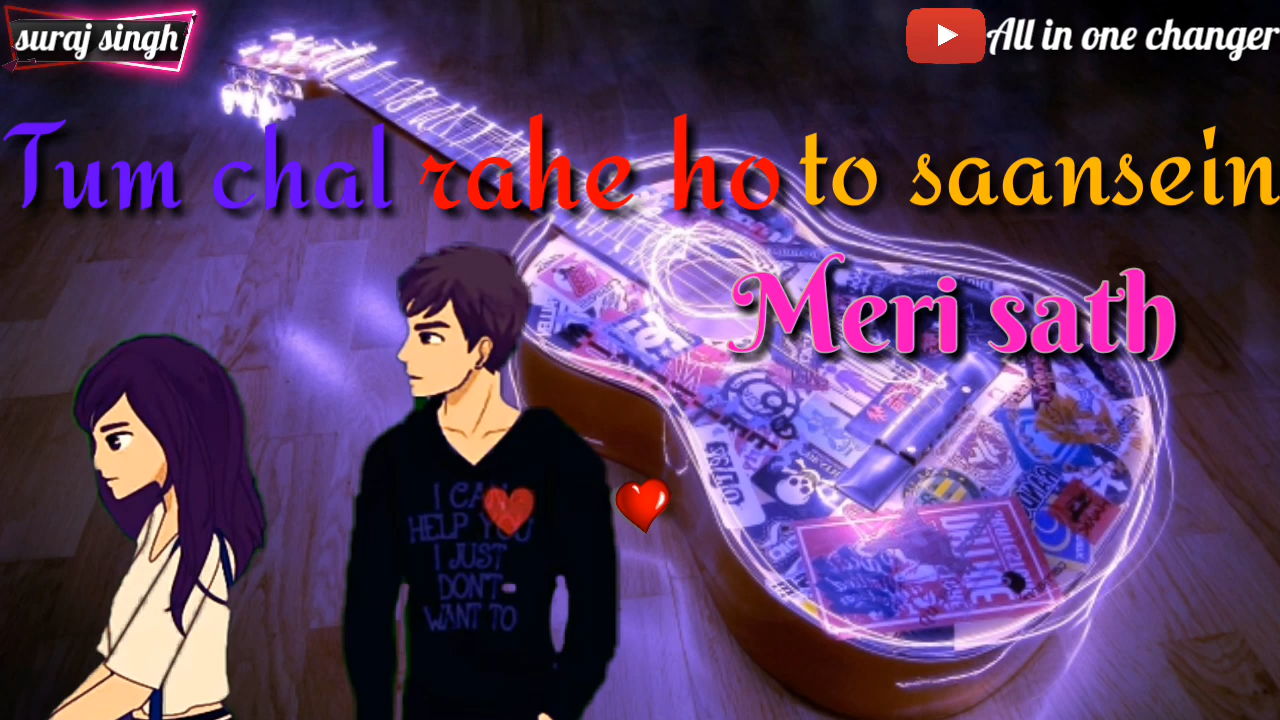 suraj singh
All in one changer
Tum chal rahe ho to saansein
Meri sath
I CAN
HELP YOU
I JUST
DON'T
WANT TO